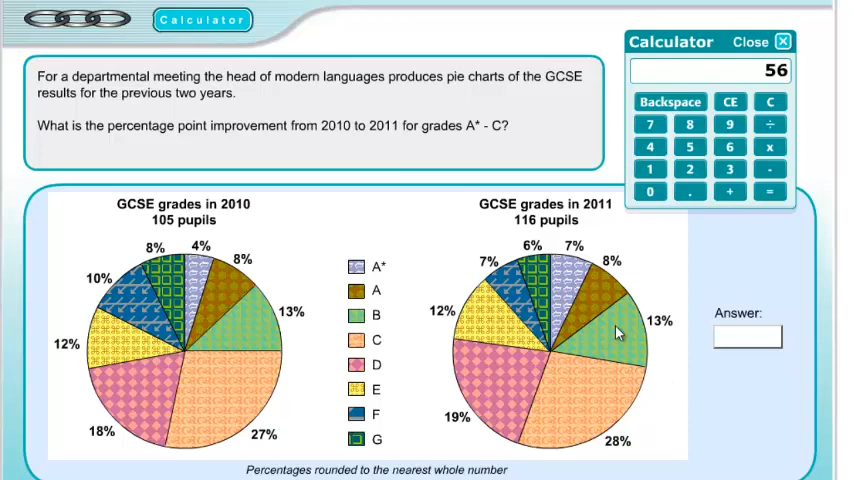 Calculator
Calculator Close X
56
Backspace CE C
7 8 9 ÷
4 5 6 x
1 2 3 -
0 . + =
For a departmental meeting the head of modern languages produces pie charts of the GCSE
results for the previous two years.
What is the percentage point improvement from 2010 to 2011 for grades A* - C?
GCSE grades in 2010
105 pupils
8% 4%
8%
10%
13%
12%
18%
27%
A*
A
B
C
D
E
F
G
GCSE grades in 2011
116 pupils
6% 7%
7% 8%
12%
13%
19%
28%
Answer:
Percentages rounded to the nearest whole number